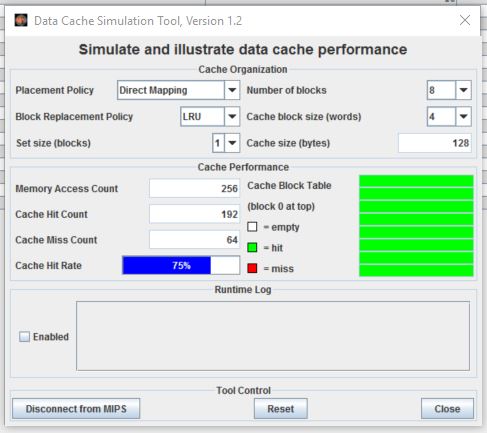 Data Cache Simulation Tool, Version 1.2
Simulate and illustrate data cache performance
Cache Organization
Placement Policy Direct Mapping Number of blocks 8
Block Replacement Policy LRU Cache block size (words) 4
Set size (blocks) 1 Cache size (bytes) 128
Cache Performance
Memory Access Count 256 Cache Block Table
(block 0 at top)
Cache Hit Count 192
= empty
Cache Miss Count 64
= hit
Cache Hit Rate 75% = miss
Runtime Log
Enabled
Tool Control
Disconnect from MIPS Reset Close